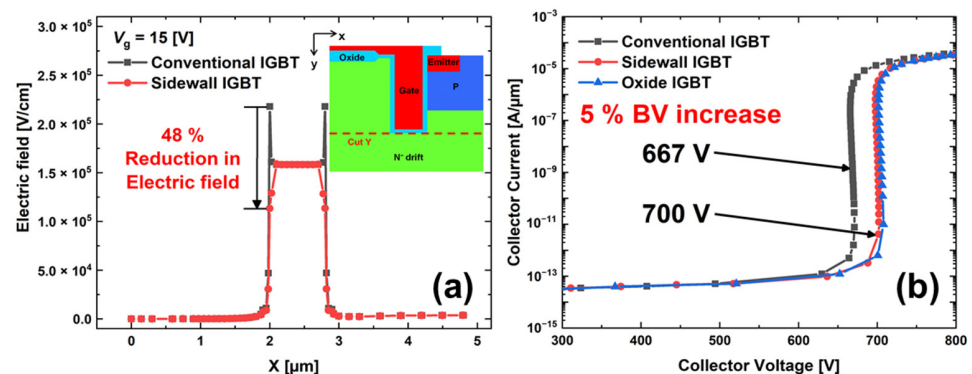 3.0 × 10⁵
2.5 × 10⁵
2.0 × 10⁵
1.5 × 10⁵
1.0 × 10⁵
5.0 × 10⁴
0.0
Electric field [V/cm]
Vg = 15 [V]
Conventional IGBT
Sidewall IGBT
48 %
Reduction in
Electric field
x
y
Oxide
Emitter
Gate
P
Cut Y
N⁻ drift
(a)
0 1 2 3 4 5
X [μm]
10⁻³
10⁻⁵
10⁻⁷
10⁻⁹
10⁻¹¹
10⁻¹³
10⁻¹⁵
Collector Current [A/μm]
Conventional IGBT
Sidewall IGBT
Oxide IGBT
5 % BV increase
667 V
700 V
(b)
300 400 500 600 700 800
Collector Voltage [V]